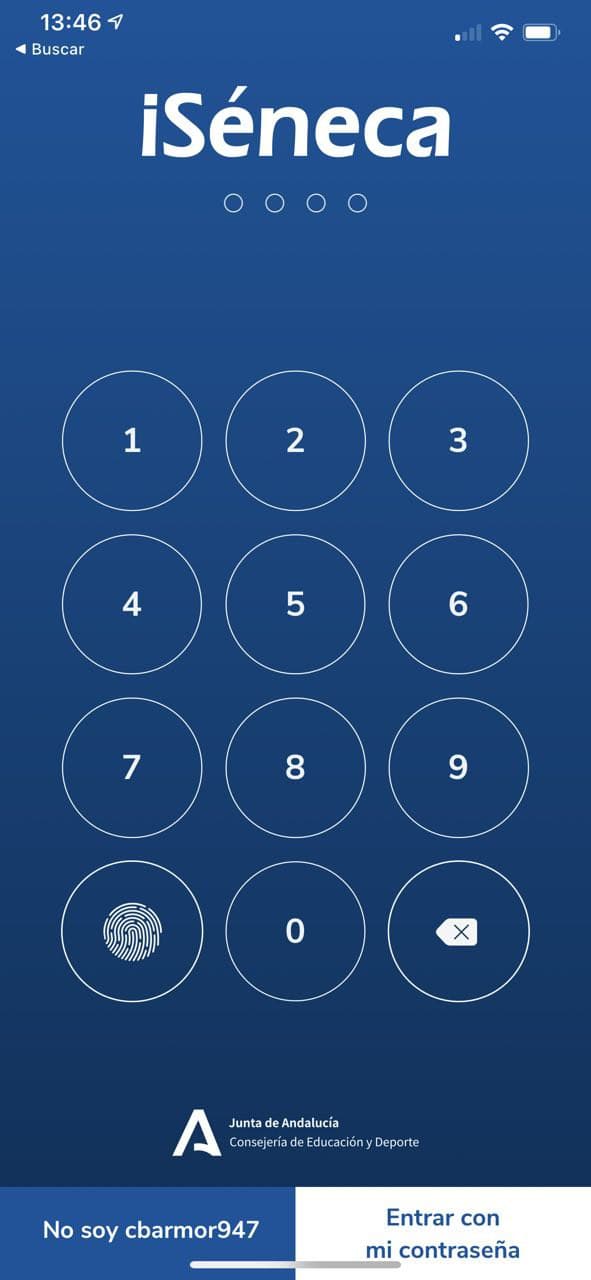 13:46
◀ Buscar
iSéneca
1 2 3
4 5 6
7 8 9
0
Junta de Andalucía
Consejería de Educación y Deporte
No soy cbarmor947
Entrar con
mi contraseña